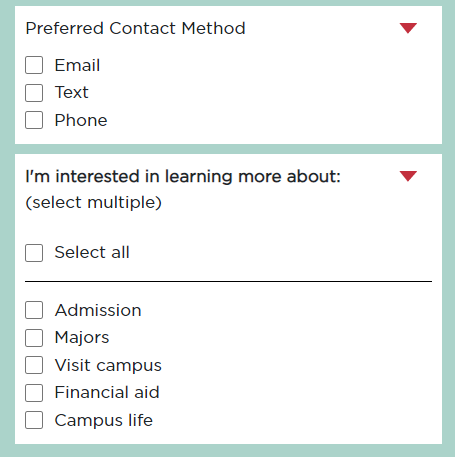 Preferred Contact Method
Email
Text
Phone
I'm interested in learning more about:
(select multiple)
Select all
Admission
Majors
Visit campus
Financial aid
Campus life